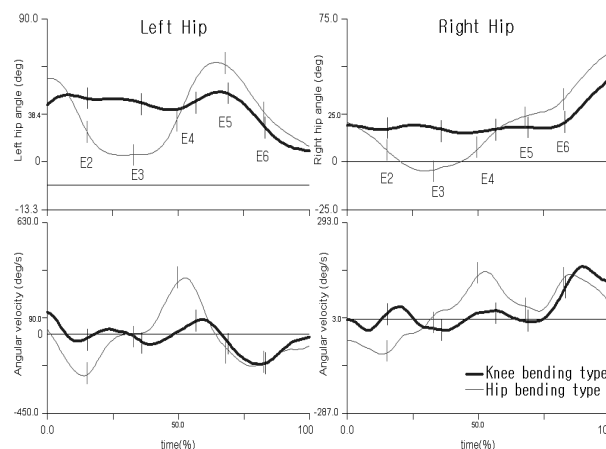 Left Hip
Right Hip
90.0
38.4
0
-13.3
Left hip angle (deg)
E2
E3
E4
E5
E6
75.0
25.0
0
-25.0
Right hip angle (deg)
E2
E3
E4
E5
E6
630.0
90.0
0
-450.0
Angular velocity (deg/s)
0.0
50.0
100
time(%)
293.0
3.0
-287.0
Angular velocity (deg/s)
Knee bending type
Hip bending type
0.0
50.0
100
time(%)